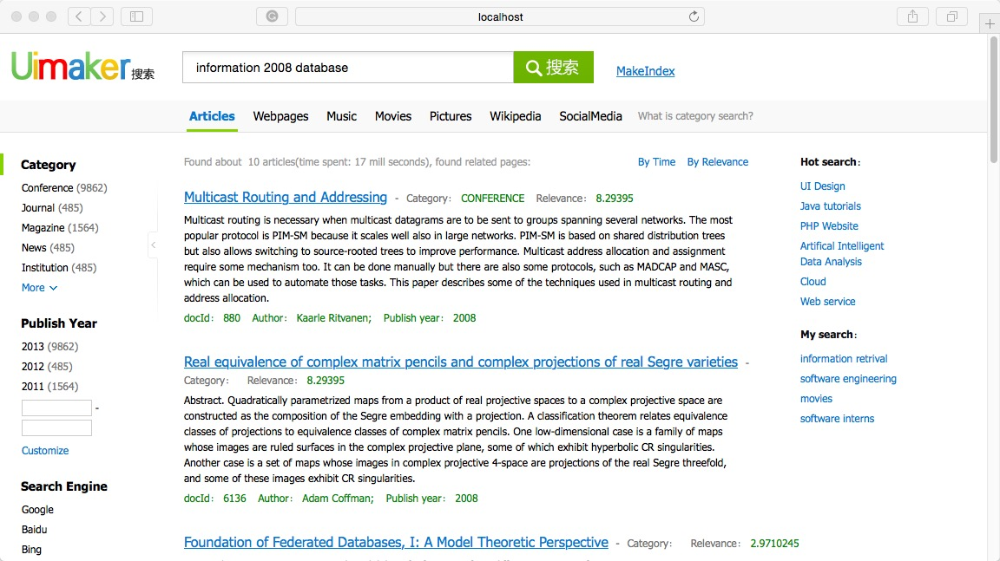 localhost
Uimaker 搜索
information 2008 database
搜索
MakeIndex
Articles Webpages Music Movies Pictures Wikipedia SocialMedia What is category search?
Category
Conference (9862)
Journal (485)
Magazine (1564)
News (485)
Institution (485)
More
Publish Year
2013 (9862)
2012 (485)
2011 (1564)
-
Customize
Search Engine
Google
Baidu
Bing
Found about 10 articles(time spent: 17 mill seconds), found related pages:
By Time By Relevance
Multicast Routing and Addressing - Category: CONFERENCE Relevance: 8.29395
Multicast routing is necessary when multicast datagrams are to be sent to groups spanning several networks. The most
popular protocol is PIM-SM because it scales well also in large networks. PIM-SM is based on shared distribution trees
but also allows switching to source-rooted trees to improve performance. Multicast address allocation and assignment
require some mechanism too. It can be done manually but there are also some protocols, such as MADCAP and MASC,
which can be used to automate those tasks. This paper describes some of the techniques used in multicast routing and
address allocation.
docId: 880 Author: Kaarle Ritvanen; Publish year: 2008
Real equivalence of complex matrix pencils and complex projections of real Segre varieties -
Category: Relevance: 8.29395
Abstract. Quadratically parametrized maps from a product of real projective spaces to a complex projective space are
constructed as the composition of the Segre embedding with a projection. A classification theorem relates equivalence
classes of projections to equivalence classes of complex matrix pencils. One low-dimensional case is a family of maps
whose images are ruled surfaces in the complex projective plane, some of which exhibit hyperbolic CR singularities.
Another case is a set of maps whose images in complex projective 4-space are projections of the real Segre threefold,
and some of these images exhibit CR singularities.
docId: 6136 Author: Adam Coffman; Publish year: 2008
Foundation of Federated Databases, I: A Model Theoretic Perspective - Category: Relevance: 2.9710245
Hot search:
UI Design
Java tutorials
PHP Website
Artifical Intelligent
Data Analysis
Cloud
Web service
My search:
information retrival
software engineering
movies
software interns